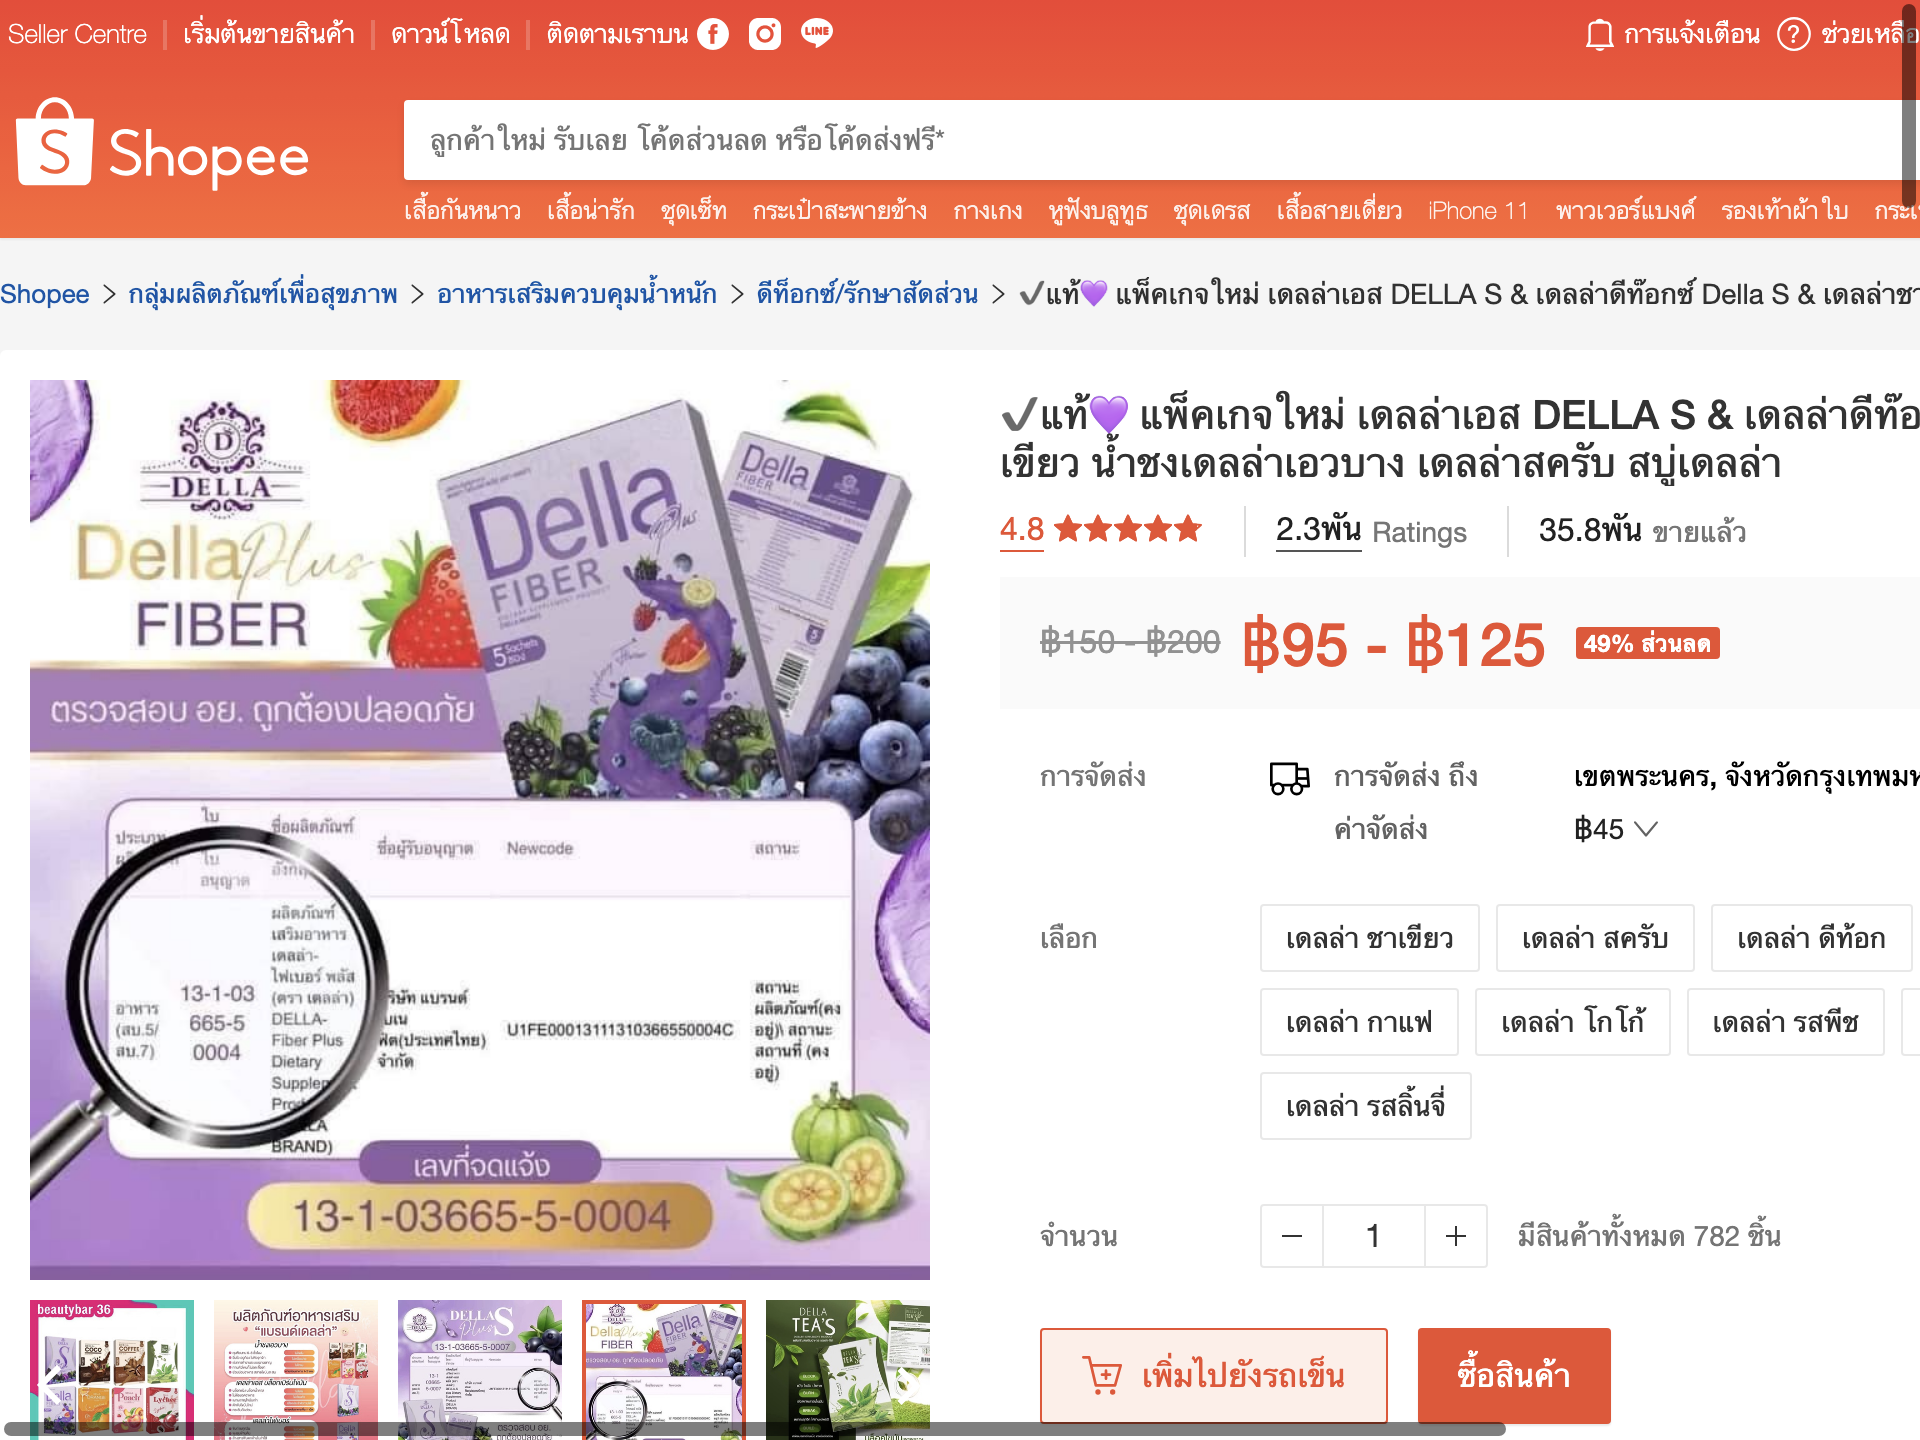 Seller Centre
เริ่มต้นขายสินค้า
ดาวน์โหลด
ติดตามเราบน
LINE
การแจ้งเตือน
ช่วยเหลือ
Shopee
ลูกค้าใหม่ รับเลย โค้ดส่วนลด หรือโค้ดส่งฟรี*
เสื้อกันหนาว เสื้อน่ารัก ชุดเซ็ท กระเป๋าสะพายข้าง กางเกง หูฟังบลูทูธ ชุดเดรส เสื้อสายเดี่ยว iPhone 11 พาวเวอร์แบงค์ รองเท้าผ้าใบ
Shopee > กลุ่มผลิตภัณฑ์เพื่อสุขภาพ > อาหารเสริมควบคุมน้ำหนัก > ดีท็อกซ์/รักษาสัดส่วน > ✔แท้💜 แพ็คเกจใหม่ เดลล่าเอส DELLA S & เดลล่าดีท๊อกซ์ Della S & เดลล่าชา
DELLA
Della Plus
FIBER
ตรวจสอบ อย. ถูกต้องปลอดภัย
Della Plus
FIBER
5 Sachets
ซอง
Della
FIBER
ประเภท
ใบ
ใบ
อนุญาต
ชื่อผลิตภัณฑ์
ชื่อผู้รับอนุญาต
Newcode
สถานะ
อาหาร
(สบ.5/
สบ.7)
13-1-03
665-5
0004
ผลิตภัณฑ์
เสริมอาหาร
เดลล่า-
ไฟเบอร์ พลัส
(ตรา เดลล่า)
DELLA-
Fiber Plus
Dietary
BRAND)
(ประเทศไทย)
จำกัด
U1FE000131113103665500​04C
สถานะ
ผลิตภัณฑ์(คง
อยู่)\ สถานะ
สถานที่ (คง
อยู่)
เลขที่จดแจ้ง
13-1-03665-5-0004
beautybar 36
ผลิตภัณฑ์อาหารเสริม
"แบรนด์เดลล่า"
DELLA S
Plus
13-1-03665-5-0007
Della Plus
FIBER
DELLA
TEA'S
✔แท้💜 แพ็คเกจใหม่ เดลล่าเอส DELLA S & เดลล่าดีท๊อ
เขียว น้ำชงเดลล่าเอวบาง เดลล่าสครับ สบู่เดลล่า
4.8
2.3พัน Ratings
35.8พัน ขายแล้ว
฿150 - ฿200
฿95 - ฿125
49% ส่วนลด
การจัดส่ง
การจัดส่ง ถึง
เขตพระนคร, จังหวัดกรุงเทพมห
ค่าจัดส่ง
฿45
เลือก
เดลล่า ชาเขียว
เดลล่า สครับ
เดลล่า ดีท้อก
เดลล่า กาแฟ
เดลล่า โกโก้
เดลล่า รสพีช
เดลล่า รสลิ้นจี่
จำนวน
1
มีสินค้าทั้งหมด 782 ชิ้น
เพิ่มไปยังรถเข็น
ซื้อสินค้า